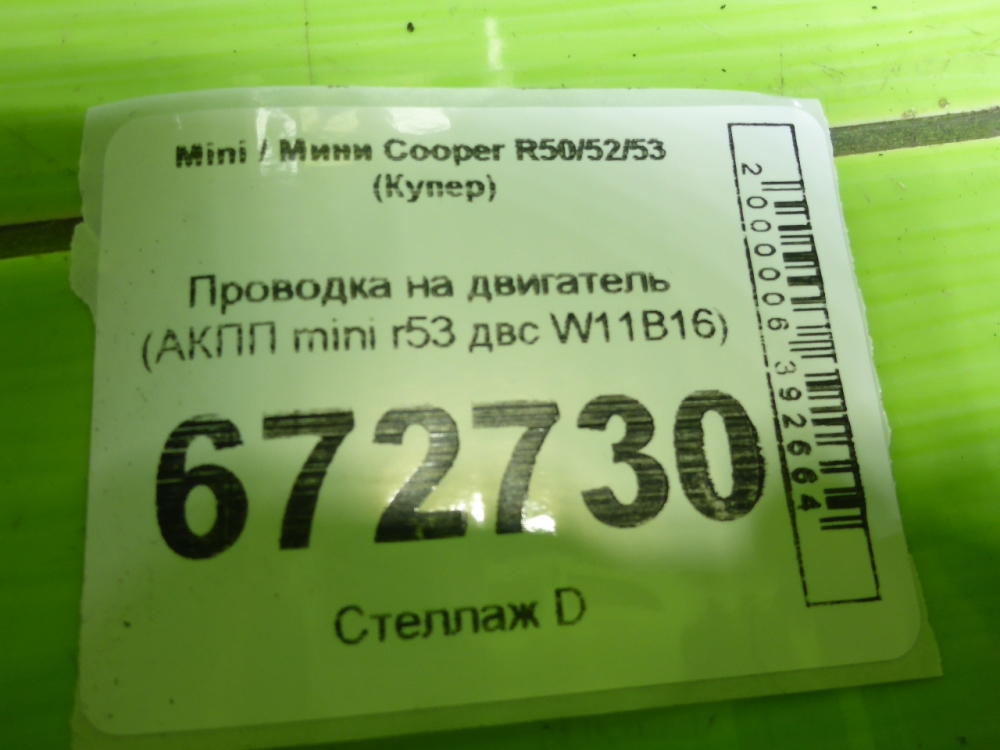 Mini / Мини Cooper R50/52/53
(Купер)
Проводка на двигатель
(АКПП mini r53 двс W11B16)
672730
Стеллаж D
2000006392664